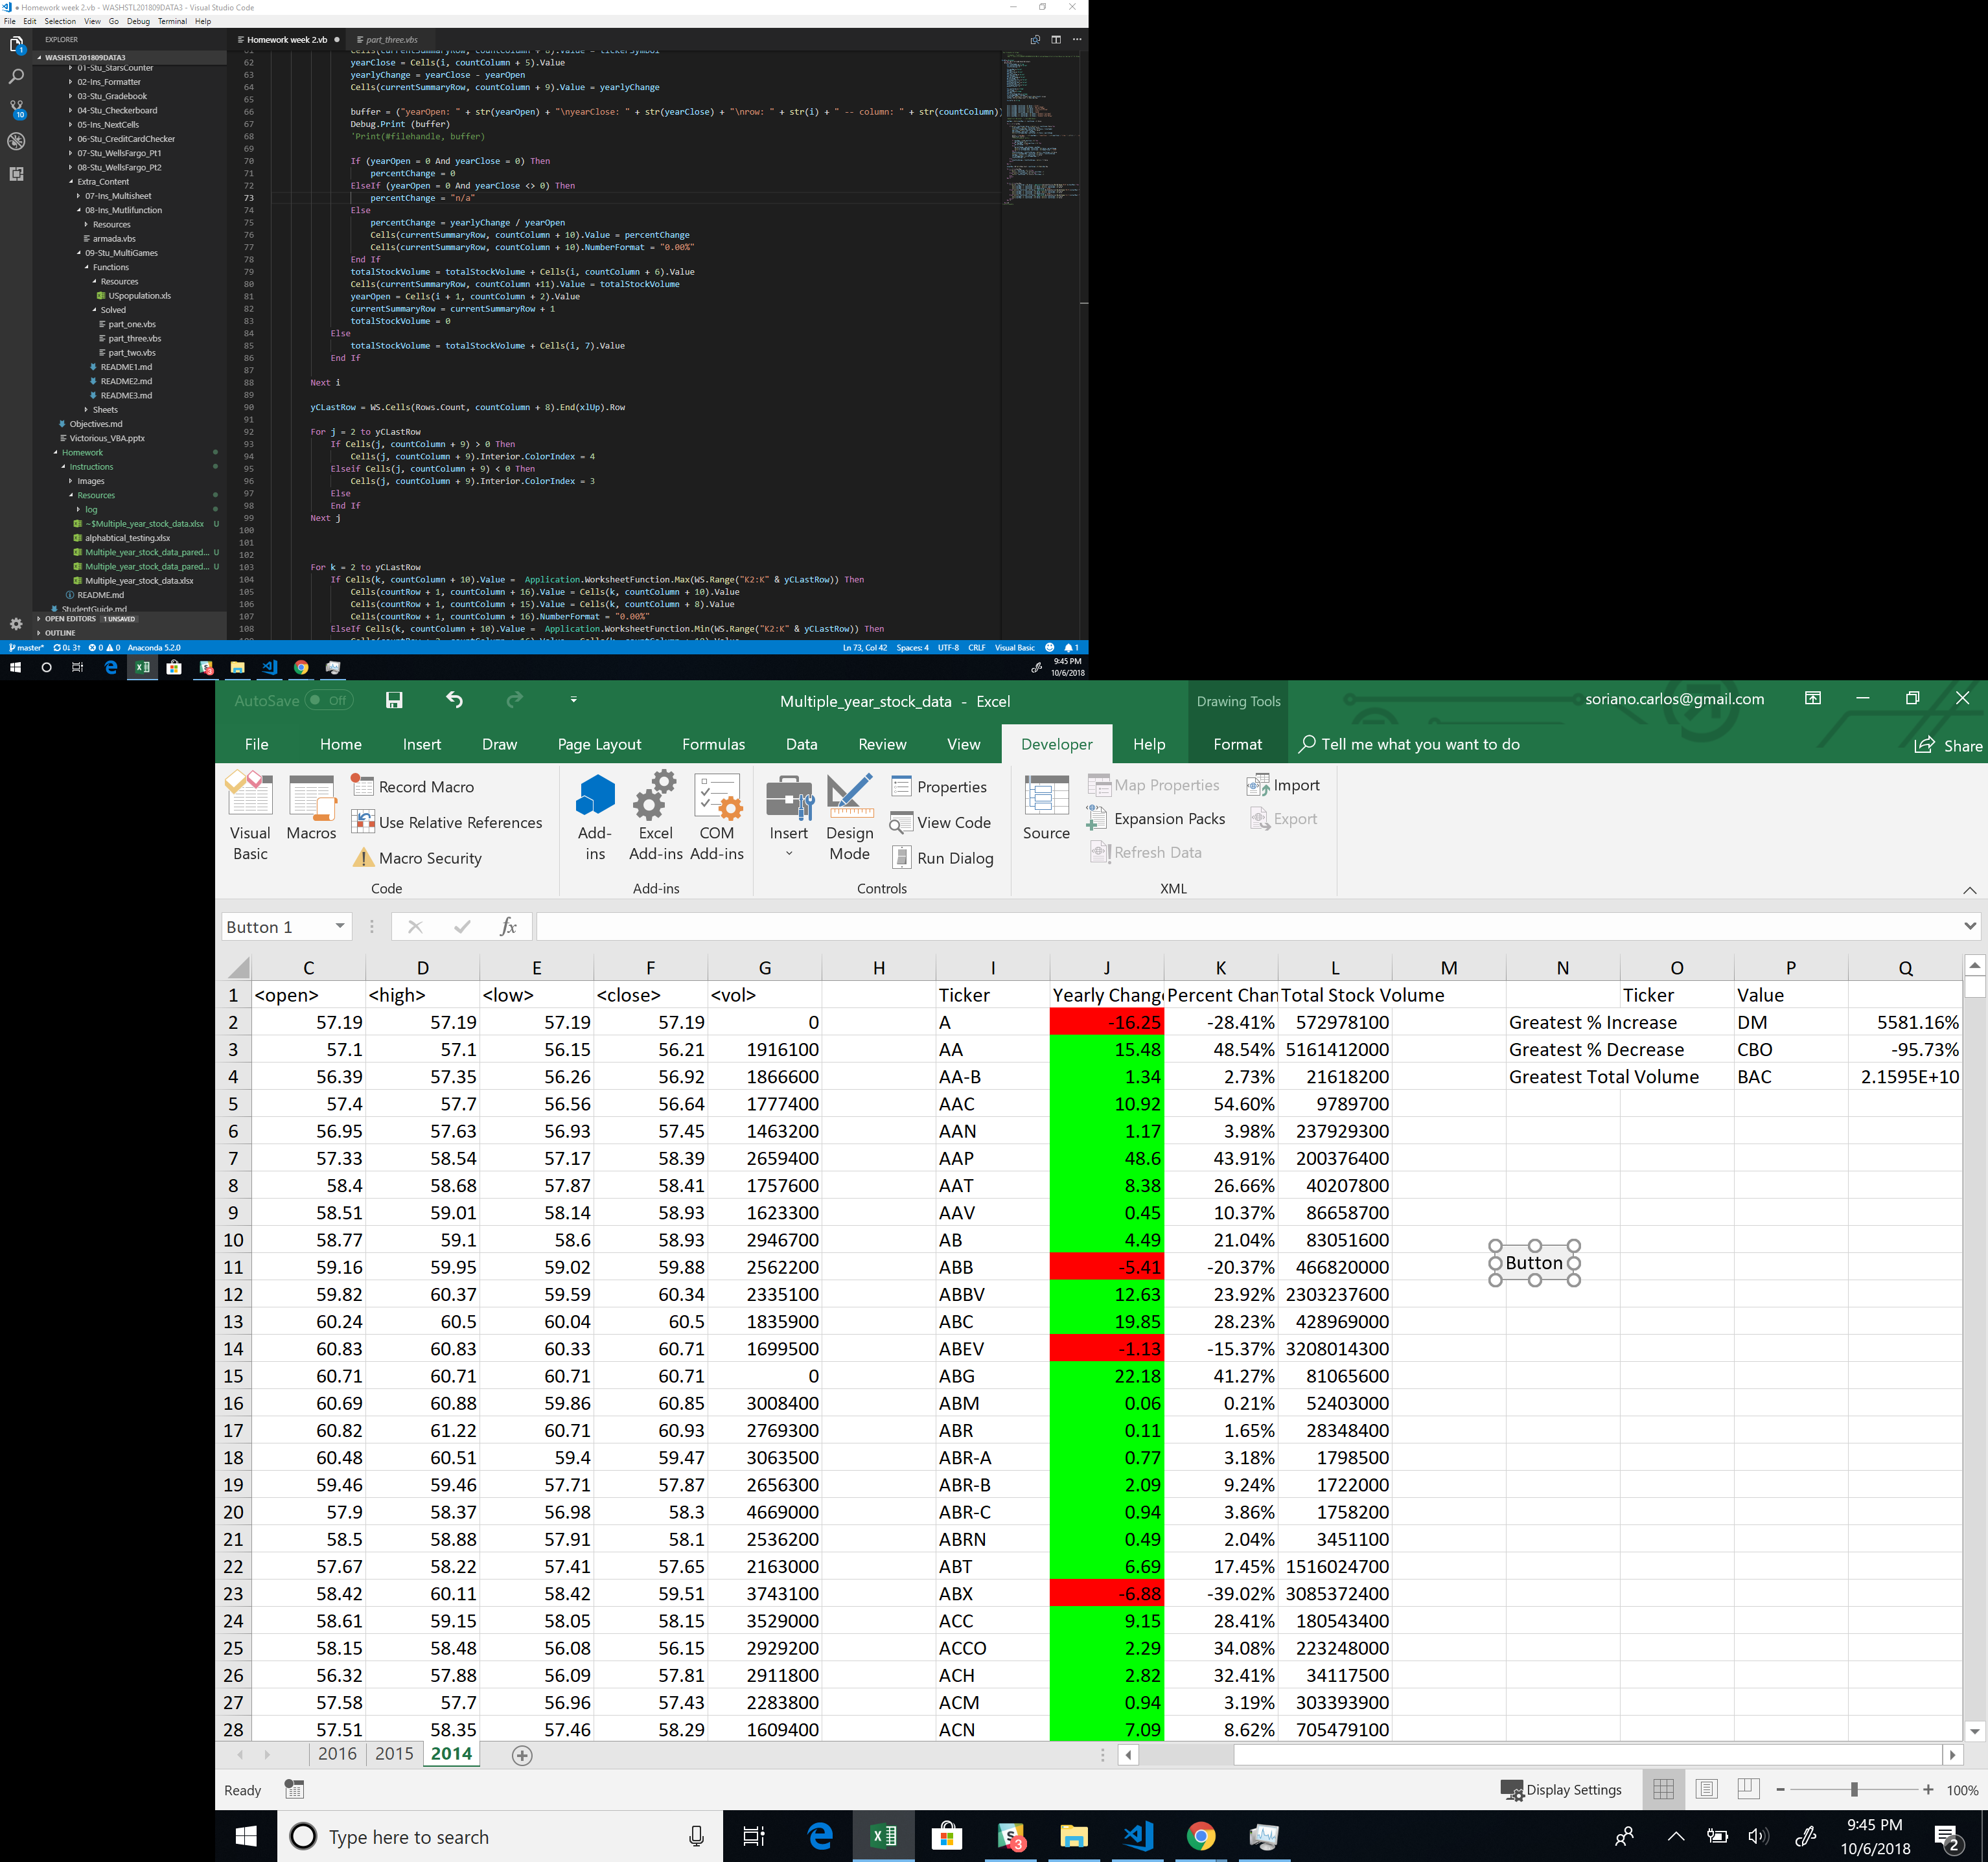 ● Homework week 2.vb - WASHSTL201809DATA3 - Visual Studio Code
File Edit Selection View Go Debug Terminal Help
EXPLORER
WASHSTL201809DATA3
01-Stu_StarsCounter
02-Ins_Formatter
03-Stu_Gradebook
04-Stu_Checkerboard
05-Ins_NextCells
06-Stu_CreditCardChecker
07-Stu_WellsFargo_Pt1
08-Stu_WellsFargo_Pt2
Extra_Content
07-Ins_Multisheet
08-Ins_Mutlifunction
Resources
armada.vbs
09-Stu_MultiGames
Functions
Resources
USpopulation.xls
Solved
part_one.vbs
part_three.vbs
part_two.vbs
README1.md
README2.md
README3.md
Sheets
Objectives.md
Victorious_VBA.pptx
Homework
Instructions
Images
Resources
log
~$Multiple_year_stock_data.xlsx U
alphabtical_testing.xlsx
Multiple_year_stock_data_pared... U
Multiple_year_stock_data_pared... U
Multiple_year_stock_data.xlsx
README.md
StudentGuide.md
OPEN EDITORS 1 UNSAVED
OUTLINE
Homework week 2.vb ● part_three.vbs
62 yearClose = Cells(i, countColumn + 5).Value
63 yearlyChange = yearClose - yearOpen
64 Cells(currentSummaryRow, countColumn + 9).Value = yearlyChange
65
66 buffer = ("yearOpen: " + str(yearOpen) + "\nyearClose: " + str(yearClose) + "\nrow: " + str(i) + " -- column: " + str(countColumn))
67 Debug.Print (buffer)
68 'Print(#filehandle, buffer)
69
70 If (yearOpen = 0 And yearClose = 0) Then
71 percentChange = 0
72 ElseIf (yearOpen = 0 And yearClose <> 0) Then
73 percentChange = "n/a"
74 Else
75 percentChange = yearlyChange / yearOpen
76 Cells(currentSummaryRow, countColumn + 10).Value = percentChange
77 Cells(currentSummaryRow, countColumn + 10).NumberFormat = "0.00%"
78 End If
79 totalStockVolume = totalStockVolume + Cells(i, countColumn + 6).Value
80 Cells(currentSummaryRow, countColumn +11).Value = totalStockVolume
81 yearOpen = Cells(i + 1, countColumn + 2).Value
82 currentSummaryRow = currentSummaryRow + 1
83 totalStockVolume = 0
84 Else
85 totalStockVolume = totalStockVolume + Cells(i, 7).Value
86 End If
87
88 Next i
89
90 yCLastRow = WS.Cells(Rows.Count, countColumn + 8).End(xlUp).Row
91
92 For j = 2 to yCLastRow
93 If Cells(j, countColumn + 9) > 0 Then
94 Cells(j, countColumn + 9).Interior.ColorIndex = 4
95 Elseif Cells(j, countColumn + 9) < 0 Then
96 Cells(j, countColumn + 9).Interior.ColorIndex = 3
97 Else
98 End If
99 Next j
100
101
102
103 For k = 2 to yCLastRow
104 If Cells(k, countColumn + 10).Value = Application.WorksheetFunction.Max(WS.Range("K2:K" & yCLastRow)) Then
105 Cells(countRow + 1, countColumn + 16).Value = Cells(k, countColumn + 10).Value
106 Cells(countRow + 1, countColumn + 15).Value = Cells(k, countColumn + 8).Value
107 Cells(countRow + 1, countColumn + 16).NumberFormat = "0.00%"
108 ElseIf Cells(k, countColumn + 10).Value = Application.WorksheetFunction.Min(WS.Range("K2:K" & yCLastRow)) Then
master* 0↓ 3↑ 0 0 Anaconda 5.2.0 Ln 73, Col 42 Spaces: 4 UTF-8 CRLF Visual Basic 1
9:45 PM
10/6/2018
AutoSave Off Multiple_year_stock_data - Excel Drawing Tools soriano.carlos@gmail.com
File Home Insert Draw Page Layout Formulas Data Review View Developer Help Format Tell me what you want to do Share
Visual Basic
Macros
Record Macro
Use Relative References
Macro Security
Code
Add-ins
Excel Add-ins
COM Add-ins
Add-ins
Insert
Design Mode
Properties
View Code
Run Dialog
Controls
Source
Map Properties
Expansion Packs
Refresh Data
Import
Export
XML
Button 1 fx
C D E F G H I J K L M N O P Q
1 <open> <high> <low> <close> <vol> Ticker Yearly Change Percent Chan Total Stock Volume Ticker Value
2 57.19 57.19 57.19 57.19 0 A -16.25 -28.41% 572978100 Greatest % Increase DM 5581.16%
3 57.1 57.1 56.15 56.21 1916100 AA 15.48 48.54% 5161412000 Greatest % Decrease CBO -95.73%
4 56.39 57.35 56.26 56.92 1866600 AA-B 1.34 2.73% 21618200 Greatest Total Volume BAC 2.1595E+10
5 57.4 57.7 56.56 56.64 1777400 AAC 10.92 54.60% 9789700
6 56.95 57.63 56.93 57.45 1463200 AAN 1.17 3.98% 237929300
7 57.33 58.54 57.17 58.39 2659400 AAP 48.6 43.91% 200376400
8 58.4 58.68 57.87 58.41 1757600 AAT 8.38 26.66% 40207800
9 58.51 59.01 58.14 58.93 1623300 AAV 0.45 10.37% 86658700
10 58.77 59.1 58.6 58.93 2946700 AB 4.49 21.04% 83051600
11 59.16 59.95 59.02 59.88 2562200 ABB -5.41 -20.37% 466820000 Button
12 59.82 60.37 59.59 60.34 2335100 ABBV 12.63 23.92% 2303237600
13 60.24 60.5 60.04 60.5 1835900 ABC 19.85 28.23% 428969000
14 60.83 60.83 60.33 60.71 1699500 ABEV -1.13 -15.37% 3208014300
15 60.71 60.71 60.71 60.71 0 ABG 22.18 41.27% 81065600
16 60.69 60.88 59.86 60.85 3008400 ABM 0.06 0.21% 52403000
17 60.82 61.22 60.71 60.93 2769300 ABR 0.11 1.65% 28348400
18 60.48 60.51 59.4 59.47 3063500 ABR-A 0.77 3.18% 1798500
19 59.46 59.46 57.71 57.87 2656300 ABR-B 2.09 9.24% 1722000
20 57.9 58.37 56.98 58.3 4669000 ABR-C 0.94 3.86% 1758200
21 58.5 58.88 57.91 58.1 2536200 ABRN 0.49 2.04% 3451100
22 57.67 58.22 57.41 57.65 2163000 ABT 6.69 17.45% 1516024700
23 58.42 60.11 58.42 59.51 3743100 ABX -6.88 -39.02% 3085372400
24 58.61 59.15 58.05 58.15 3529000 ACC 9.15 28.41% 180543400
25 58.15 58.48 56.08 56.15 2929200 ACCO 2.29 34.08% 223248000
26 56.32 57.88 56.09 57.81 2911800 ACH 2.82 32.41% 34117500
27 57.58 57.7 56.96 57.43 2283800 ACM 0.94 3.19% 303393900
28 57.51 58.35 57.46 58.29 1609400 ACN 7.09 8.62% 705479100
2016 2015 2014
Ready Display Settings 100%
Type here to search
9:45 PM
10/6/2018